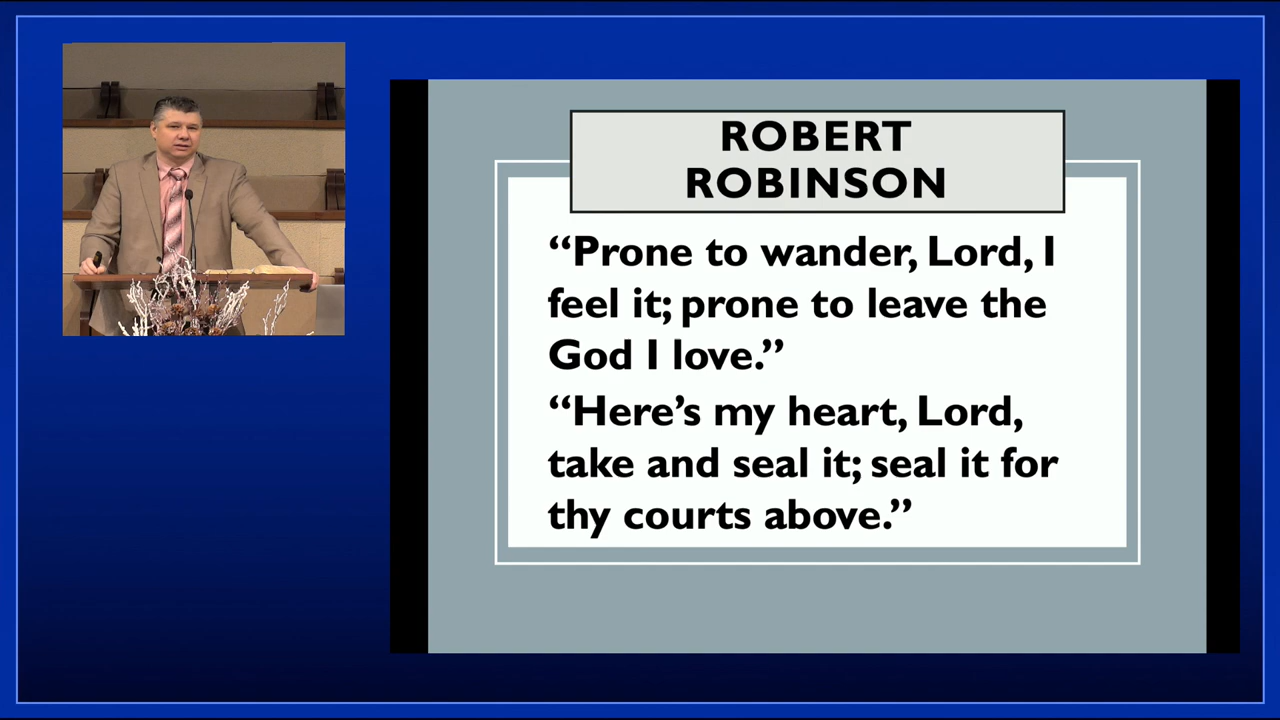 ROBERT
ROBINSON
“Prone to wander, Lord, I
feel it; prone to leave the
God I love.”
“Here’s my heart, Lord,
take and seal it; seal it for
thy courts above.”